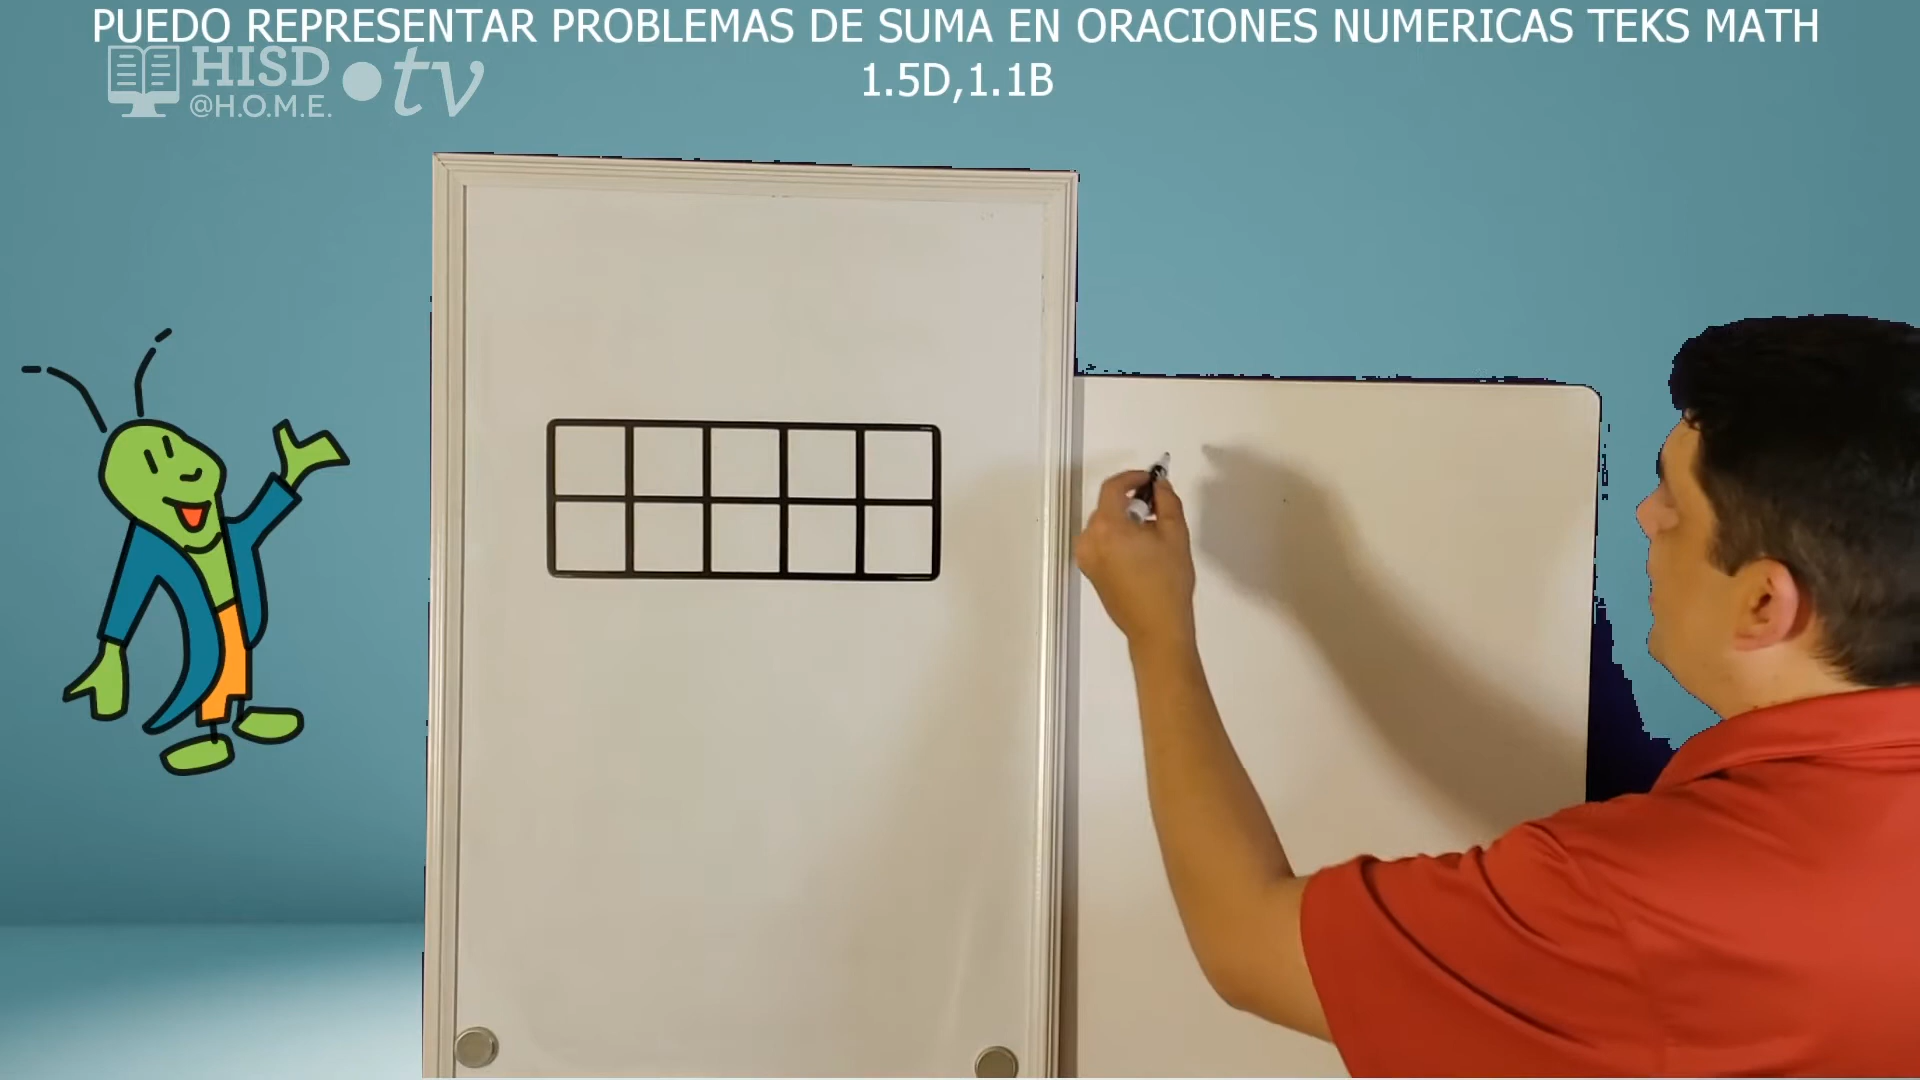 PUEDO REPRESENTAR PROBLEMAS DE SUMA EN ORACIONES NUMERICAS TEKS MATH
1.5D,1.1B
HISD
@H.O.M.E.
tv